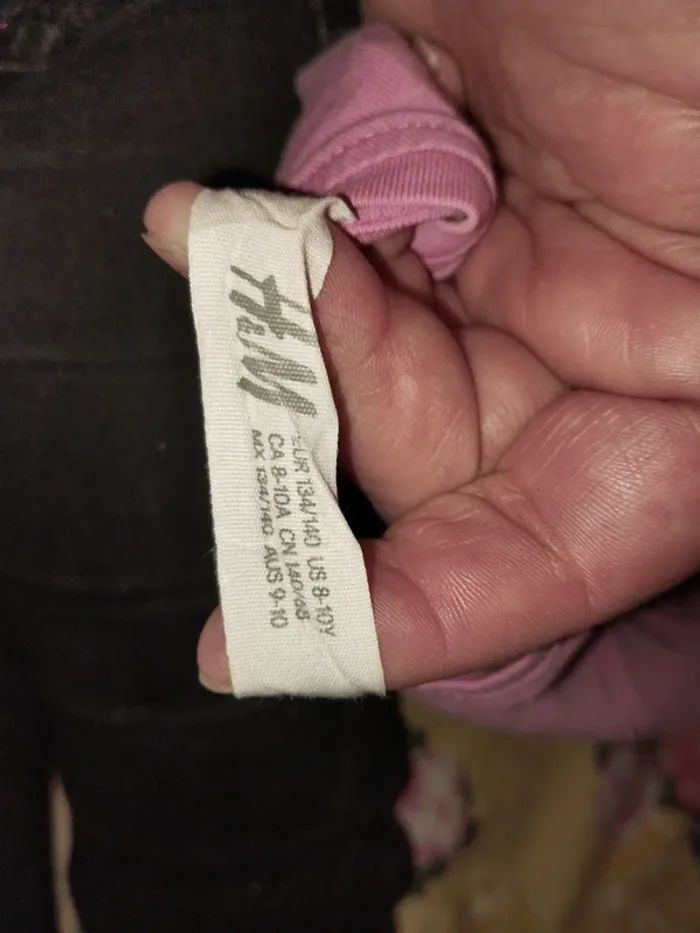 H&M
EUR 134/140 US 8-10Y
CA 8-10A CN 140/68
MX 134/140 AUS 9-10